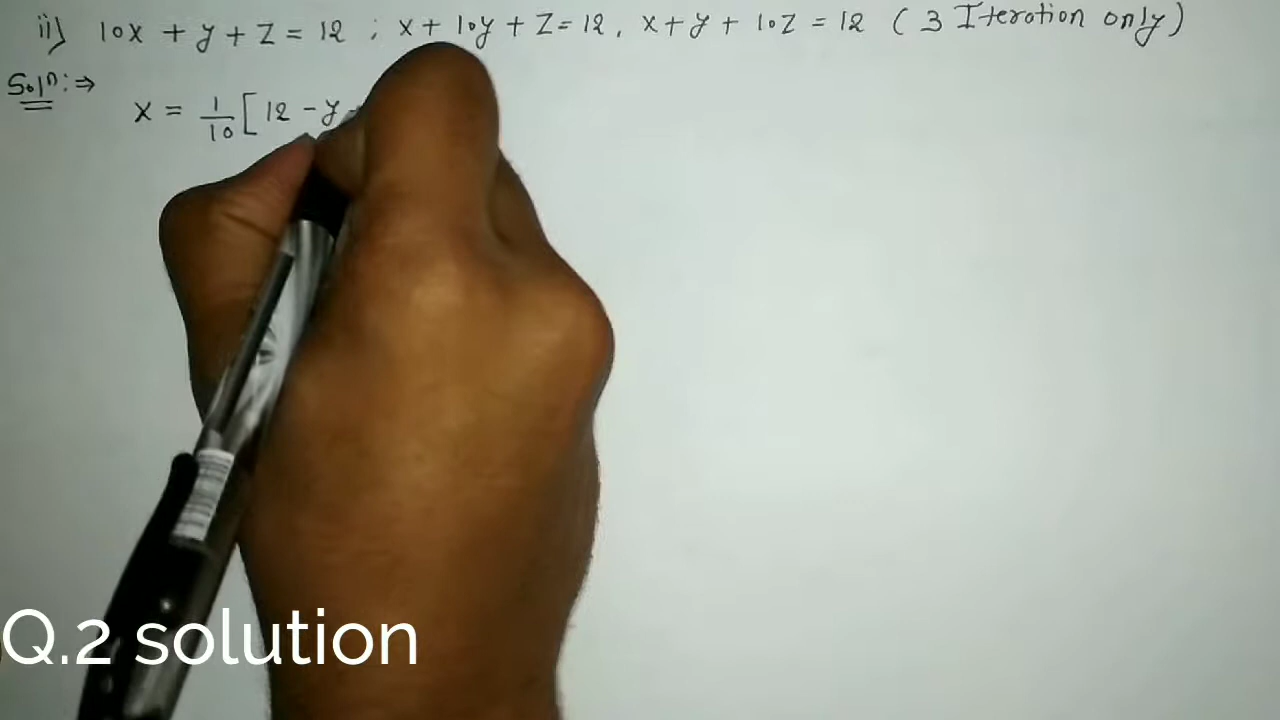 ii) 10x + y + z = 12 ; x + 10y + z = 12, x + y + 10z = 12 ( 3 Iteration only )
Solⁿ:⇒
x = 1/10 [ 12 - y -
Q.2 solution